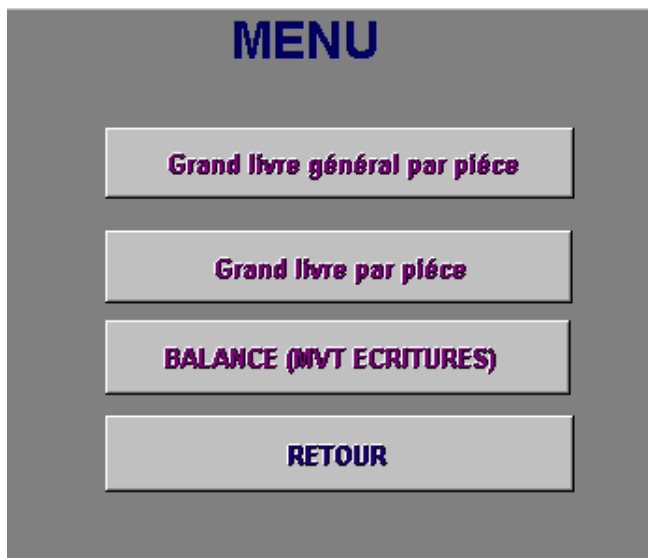 MENU
Grand livre général par piéce
Grand livre par piéce
BALANCE (MVT ECRITURES)
RETOUR